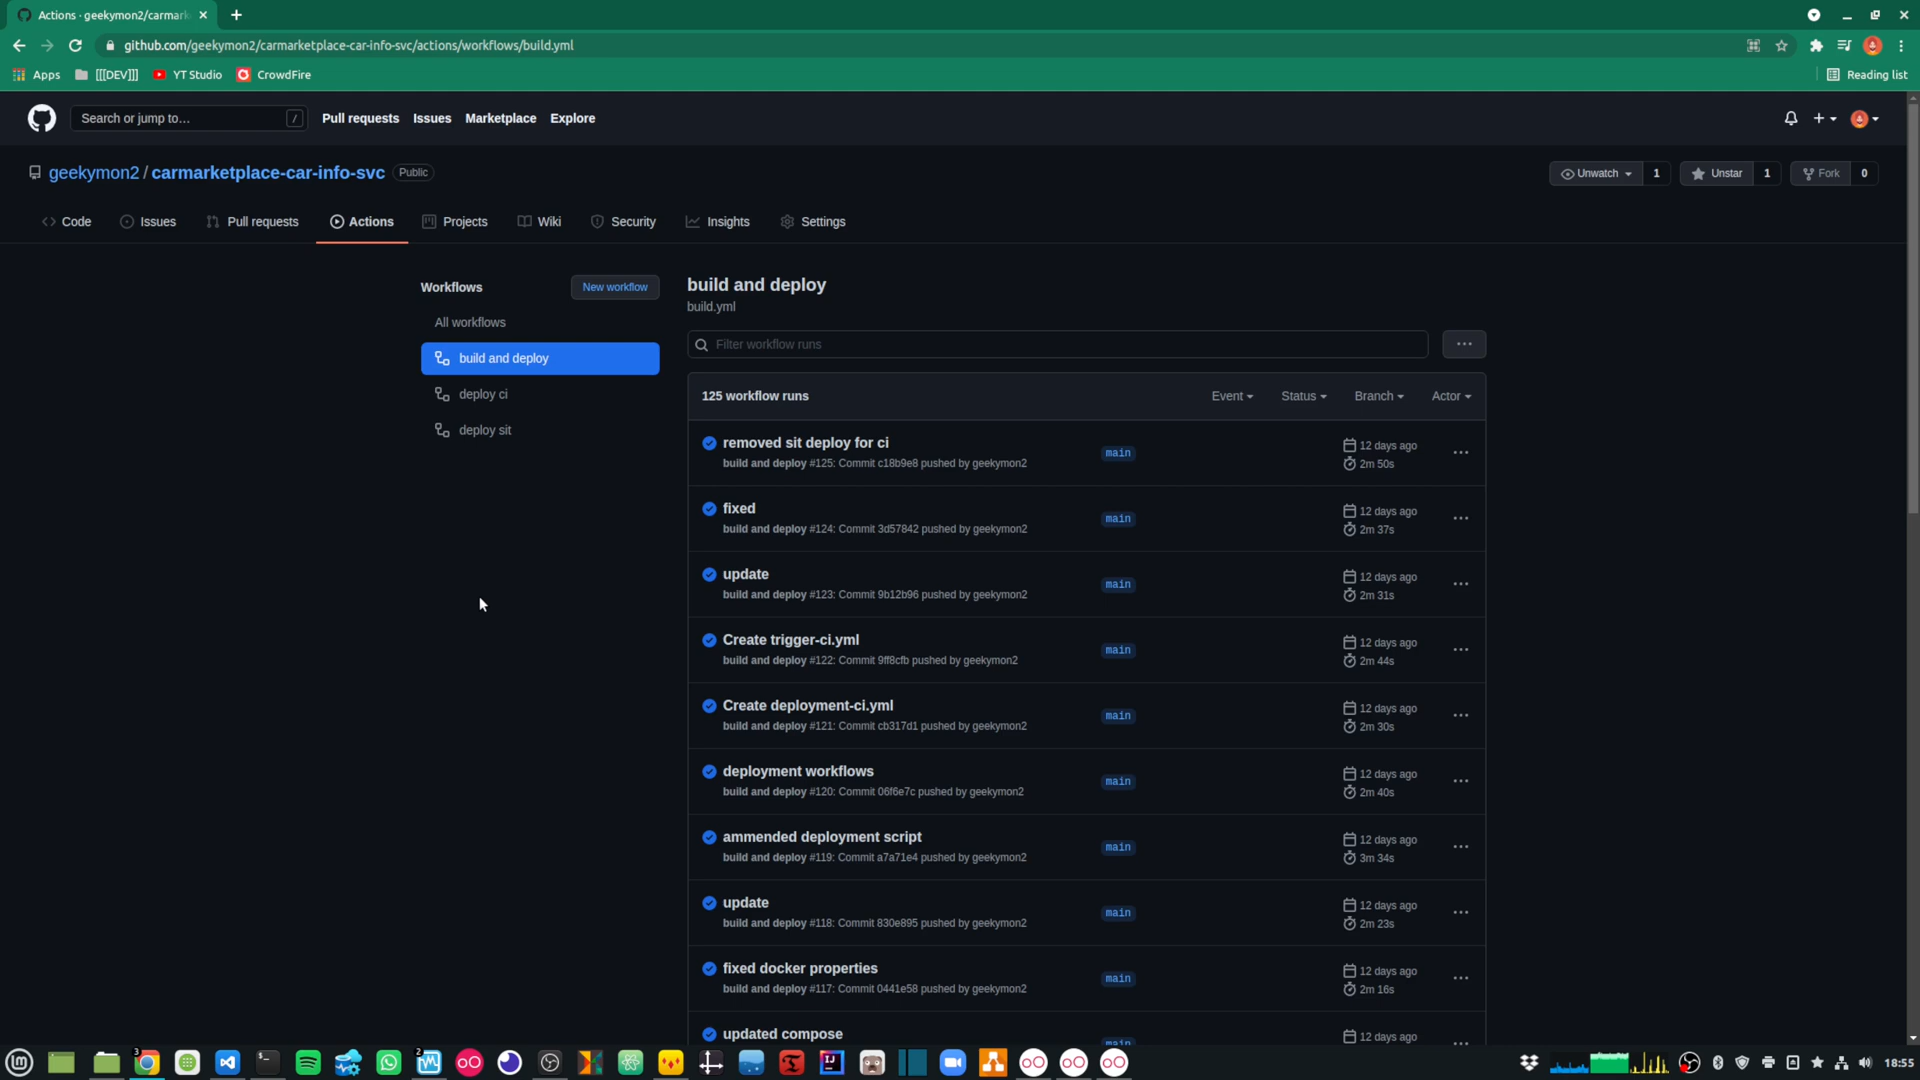 Actions · geekymon2/carmark
github.com/geekymon2/carmarketplace-car-info-svc/actions/workflows/build.yml
Apps
[[[DEV]]]
YT Studio
CrowdFire
Reading list
Search or jump to…
/
Pull requests
Issues
Marketplace
Explore
geekymon2/carmarketplace-car-info-svc
Public
Unwatch
1
Unstar
1
Fork
0
Code
Issues
Pull requests
Actions
Projects
Wiki
Security
Insights
Settings
Workflows
New workflow
All workflows
build and deploy
deploy ci
deploy sit
build and deploy
build.yml
Filter workflow runs
125 workflow runs
Event
Status
Branch
Actor
removed sit deploy for ci
build and deploy #125: Commit c18b9e8 pushed by geekymon2
main
12 days ago
2m 50s
fixed
build and deploy #124: Commit 3d57842 pushed by geekymon2
main
12 days ago
2m 37s
update
build and deploy #123: Commit 9b12b96 pushed by geekymon2
main
12 days ago
2m 31s
Create trigger-ci.yml
build and deploy #122: Commit 9ff8cfb pushed by geekymon2
main
12 days ago
2m 44s
Create deployment-ci.yml
build and deploy #121: Commit cb317d1 pushed by geekymon2
main
12 days ago
2m 30s
deployment workflows
build and deploy #120: Commit 06f6e7c pushed by geekymon2
main
12 days ago
2m 40s
ammended deployment script
build and deploy #119: Commit a7a71e4 pushed by geekymon2
main
12 days ago
3m 34s
update
build and deploy #118: Commit 830e895 pushed by geekymon2
main
12 days ago
2m 23s
fixed docker properties
build and deploy #117: Commit 0441e58 pushed by geekymon2
main
12 days ago
2m 16s
updated compose
main
12 days ago
3
2
IJ
18:55